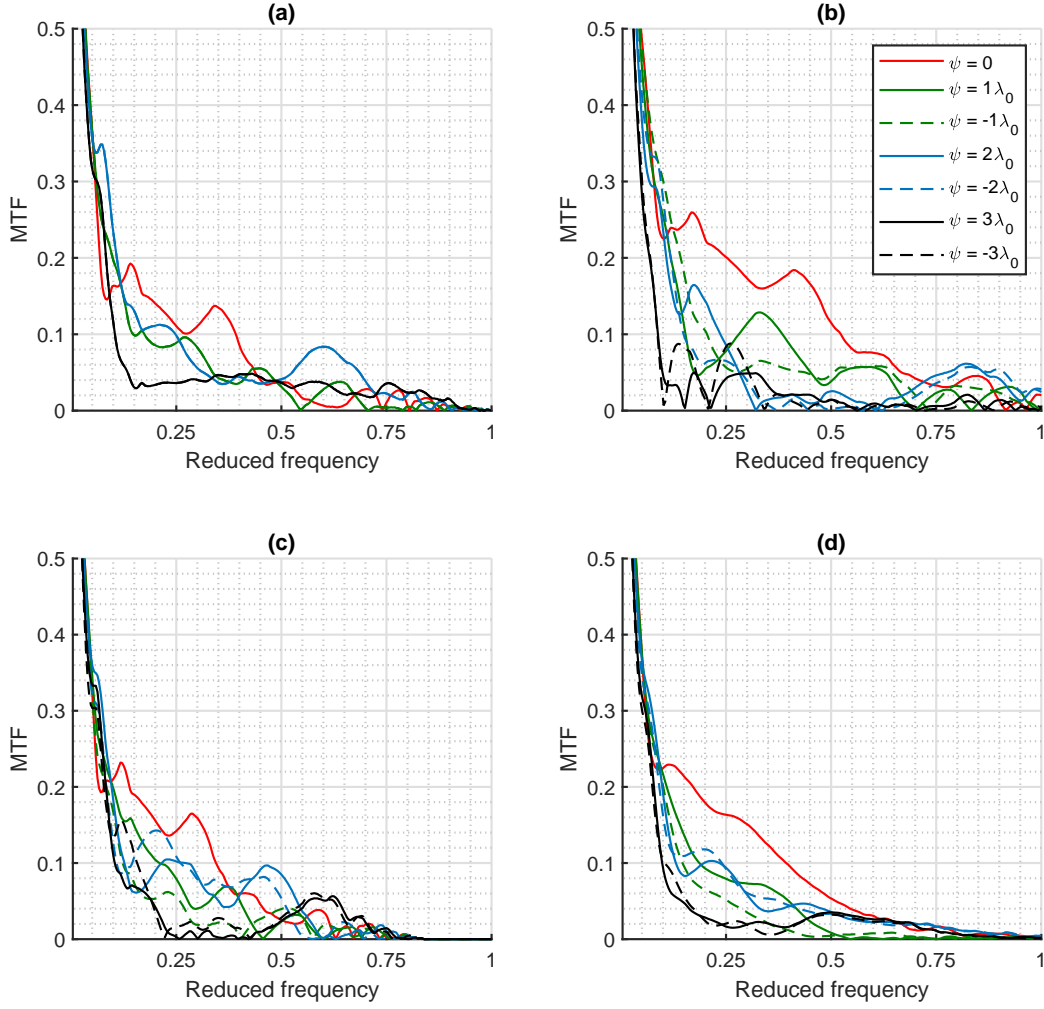 (a)
0.5
0.4
0.3
0.2
0.1
0
MTF
0.25
0.5
0.75
1
Reduced frequency
(b)
0.5
0.4
0.3
0.2
0.1
0
MTF
ψ = 0
ψ = 1λ₀
ψ = -1λ₀
ψ = 2λ₀
ψ = -2λ₀
ψ = 3λ₀
ψ = -3λ₀
0.25
0.5
0.75
1
Reduced frequency
(c)
0.5
0.4
0.3
0.2
0.1
0
MTF
0.25
0.5
0.75
1
Reduced frequency
(d)
0.5
0.4
0.3
0.2
0.1
0
MTF
0.25
0.5
0.75
1
Reduced frequency